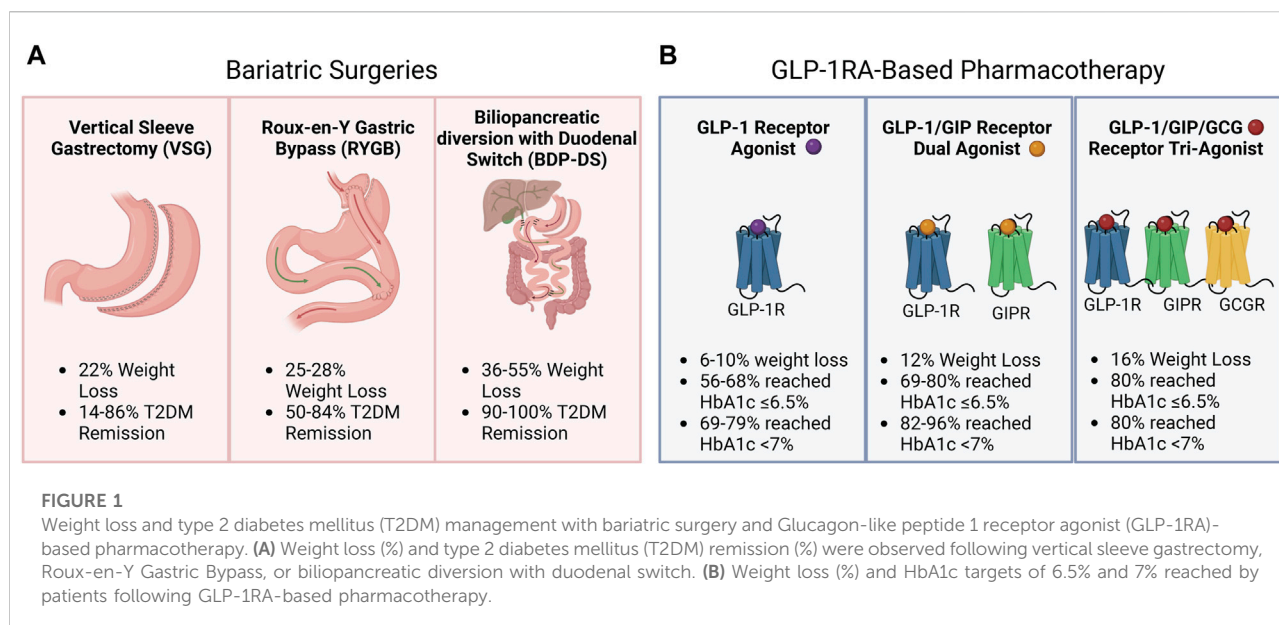 A
Bariatric Surgeries
Vertical Sleeve
Gastrectomy (VSG)
• 22% Weight
Loss
• 14-86% T2DM
Remission
Roux-en-Y Gastric
Bypass (RYGB)
• 25-28%
Weight Loss
• 50-84% T2DM
Remission
Biliopancreatic
diversion with Duodenal
Switch (BDP-DS)
• 36-55% Weight
Loss
• 90-100% T2DM
Remission
B
GLP-1RA-Based Pharmacotherapy
GLP-1 Receptor
Agonist
GLP-1R
• 6-10% weight loss
• 56-68% reached
HbA1c ≤6.5%
• 69-79% reached
HbA1c <7%
GLP-1/GIP Receptor
Dual Agonist
GLP-1R
GIPR
• 12% Weight Loss
• 69-80% reached
HbA1c ≤6.5%
• 82-96% reached
HbA1c <7%
GLP-1/GIP/GCG
Receptor Tri-Agonist
GLP-1R
GIPR
GCGR
• 16% Weight Loss
• 80% reached
HbA1c ≤6.5%
• 80% reached
HbA1c <7%
FIGURE 1
Weight loss and type 2 diabetes mellitus (T2DM) management with bariatric surgery and Glucagon-like peptide 1 receptor agonist (GLP-1RA)-
based pharmacotherapy. (A) Weight loss (%) and type 2 diabetes mellitus (T2DM) remission (%) were observed following vertical sleeve gastrectomy,
Roux-en-Y Gastric Bypass, or biliopancreatic diversion with duodenal switch. (B) Weight loss (%) and HbA1c targets of 6.5% and 7% reached by
patients following GLP-1RA-based pharmacotherapy.